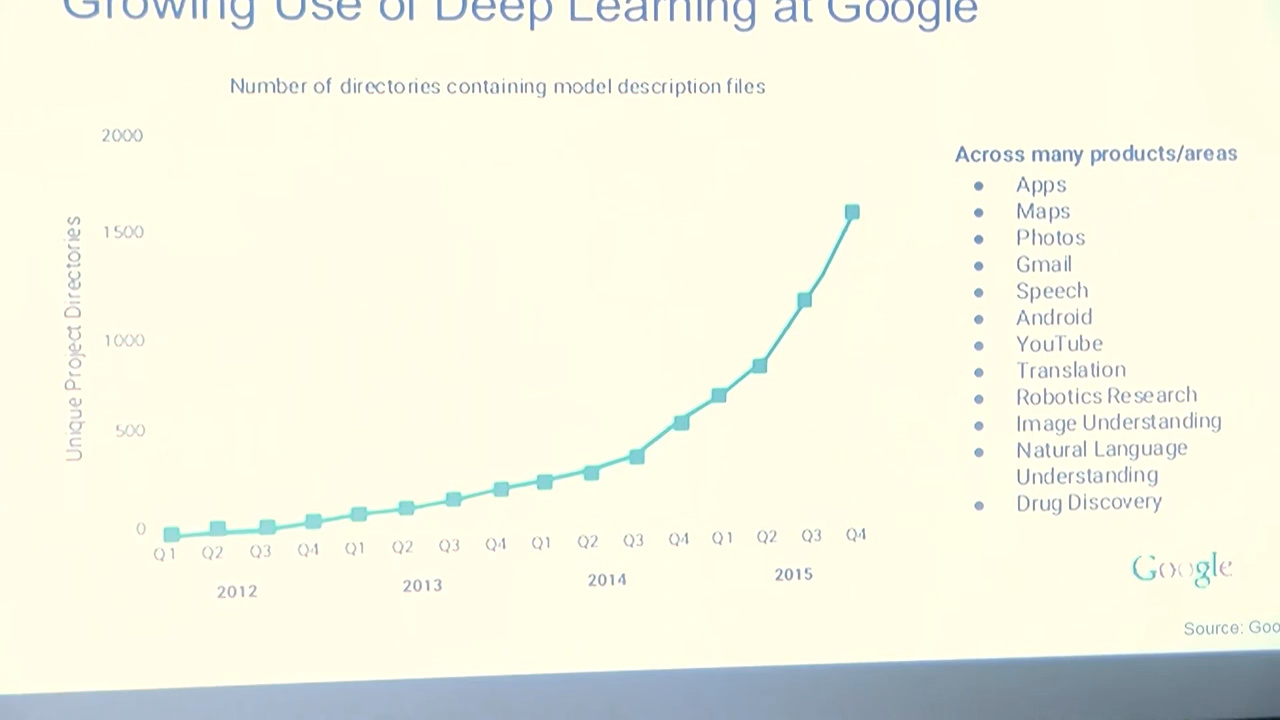 Growing Use of Deep Learning at Google
Number of directories containing model description files
2000
1500
1000
500
0
Unique Project Directories
Q1 Q2 Q3 Q4 Q1 Q2 Q3 Q4 Q1 Q2 Q3 Q4 Q1 Q2 Q3 Q4
2012 2013 2014 2015
Across many products/areas
• Apps
• Maps
• Photos
• Gmail
• Speech
• Android
• YouTube
• Translation
• Robotics Research
• Image Understanding
• Natural Language
Understanding
• Drug Discovery
Google
Source: Goo